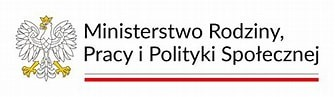 Ministerstwo Rodziny,
Pracy i Polityki Społecznej